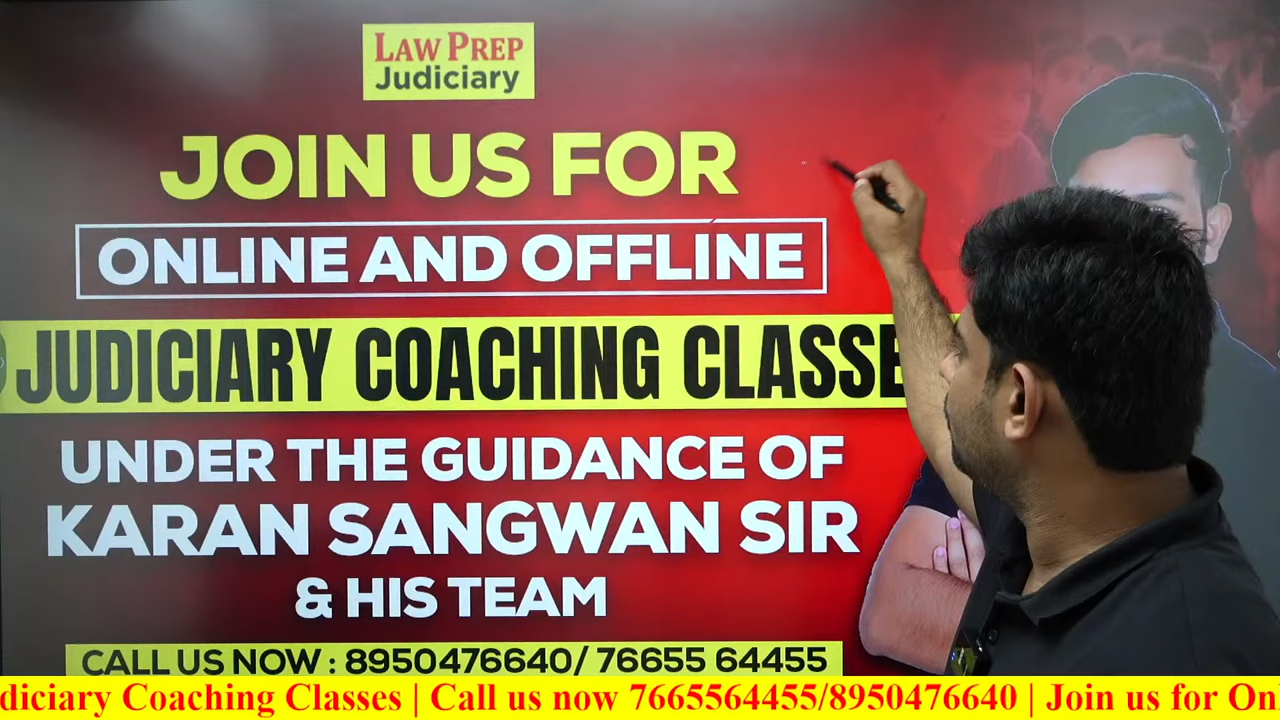 LAW PREP
Judiciary
JOIN US FOR
ONLINE AND OFFLINE
JUDICIARY COACHING CLASSE
UNDER THE GUIDANCE OF
KARAN SANGWAN SIR
& HIS TEAM
CALL US NOW : 8950476640/ 76665 64455
diciary Coaching Classes | Call us now 7665564455/8950476640 | Join us for On